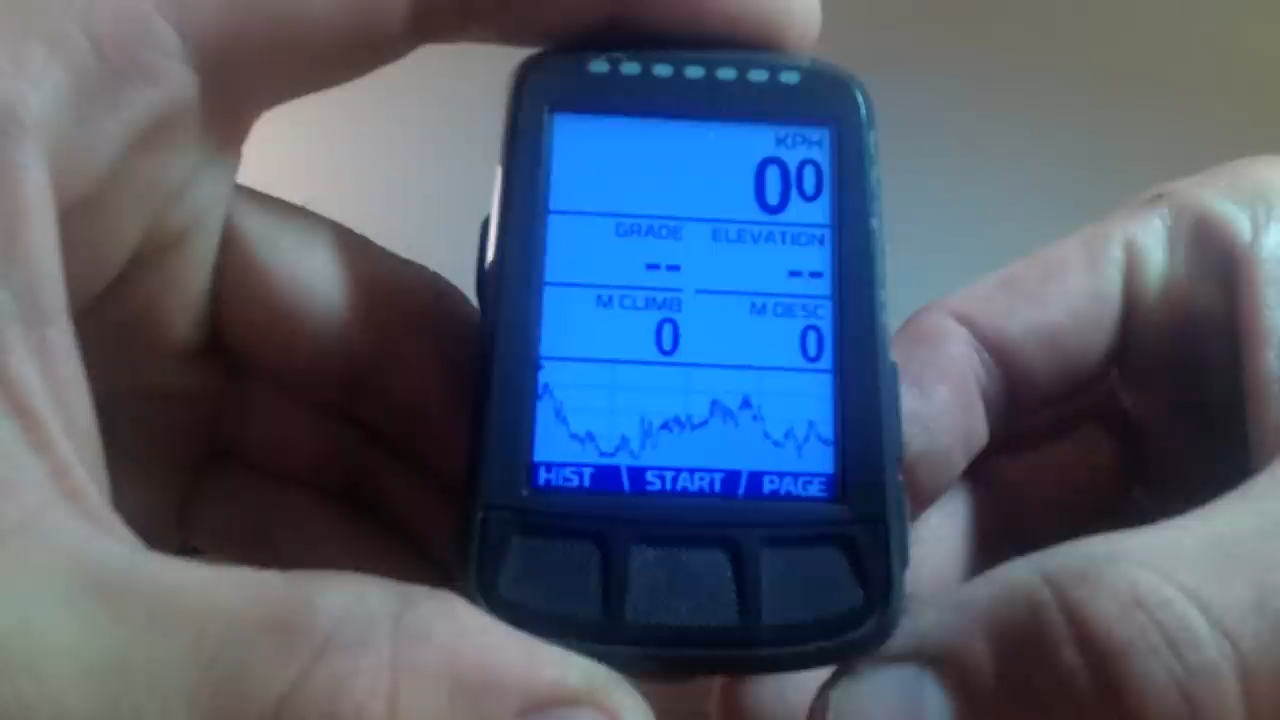 KPH
00
GRADE ELEVATION
-- --
M CLIMB M DESC
0 0
HIST START PAGE